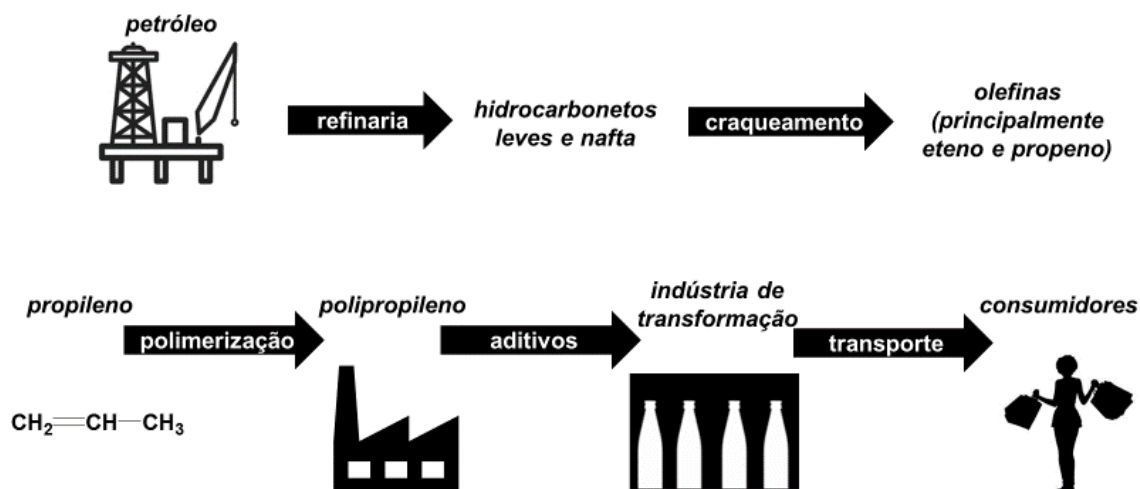 petróleo
refinaria
hidrocarbonetos
leves e nafta
craqueamento
olefinas
(principalmente
eteno e propeno)
propileno
polimerização
polipropileno
aditivos
indústria de
transformação
transporte
consumidores
CH₂═CH—CH₃